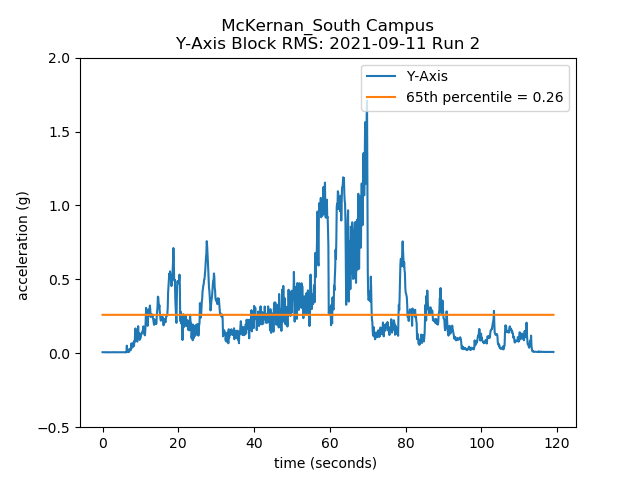 McKernan_South Campus
Y-Axis Block RMS: 2021-09-11 Run 2
2.0
1.5
1.0
0.5
0.0
−0.5
acceleration (g)
Y-Axis
65th percentile = 0.26
0
20
40
60
80
100
120
time (seconds)